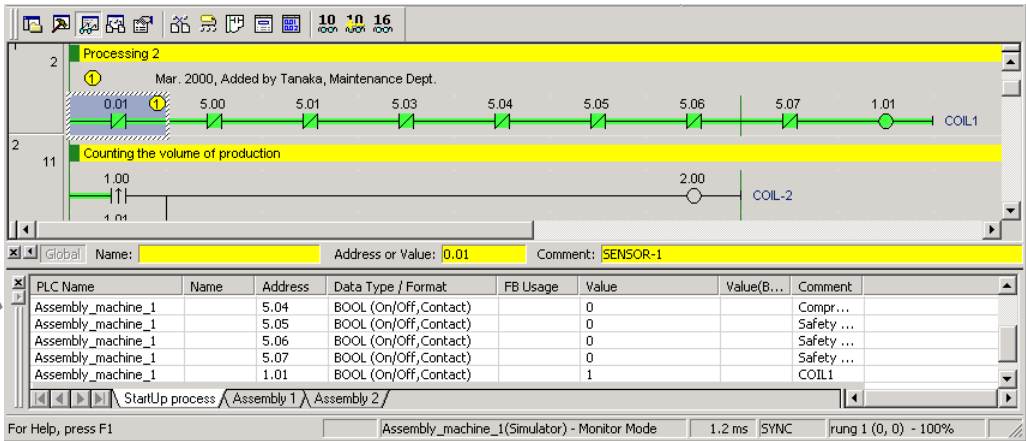 10 10 16
2 Processing 2
1 Mar. 2000, Added by Tanaka, Maintenance Dept.
0.01 1 5.00 5.01 5.03 5.04 5.05 5.06 5.07 1.01
COIL1
2
11 Counting the volume of production
1.00 2.00
COIL-2
1.01
Global Name: Address or Value: 0.01 Comment: SENSOR-1
PLC Name Name Address Data Type / Format FB Usage Value Value(B... Comment
Assembly_machine_1 5.04 BOOL (On/Off,Contact) 0 Compr...
Assembly_machine_1 5.05 BOOL (On/Off,Contact) 0 Safety ...
Assembly_machine_1 5.06 BOOL (On/Off,Contact) 0 Safety ...
Assembly_machine_1 5.07 BOOL (On/Off,Contact) 0 Safety ...
Assembly_machine_1 1.01 BOOL (On/Off,Contact) 1 COIL1
StartUp process Assembly 1 Assembly 2
For Help, press F1 Assembly_machine_1(Simulator) - Monitor Mode 1.2 ms SYNC rung 1 (0, 0) - 100%